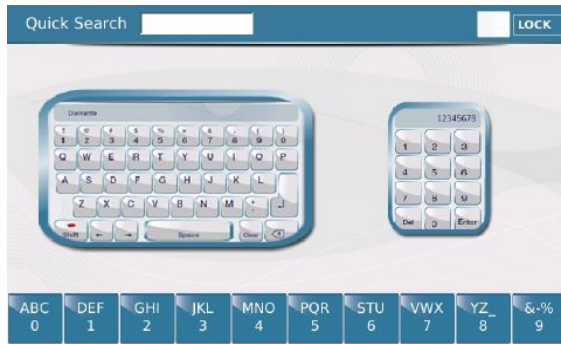 Quick Search
LOCK
Diamante
12345678
1 2 3 4 5 6 7 8 9 0
Q W E R T Y U I O P
A S D F G H J K L
Z X C V B N M
Shift ← → Space Clear
1 2 3
4 5 6
7 8 9
Del 0 Enter
ABC DEF GHI JKL MNO PQR STU VWX YZ_ &-%
0 1 2 3 4 5 6 7 8 9